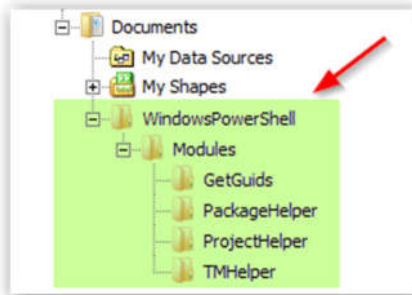 Documents
My Data Sources
My Shapes
WindowsPowerShell
Modules
GetGuids
PackageHelper
ProjectHelper
TMHelper